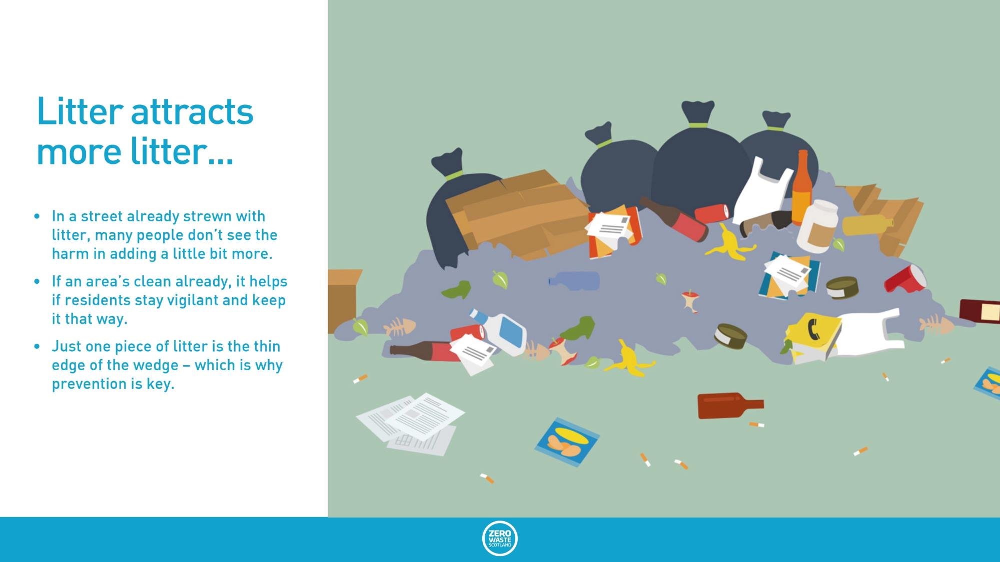 Litter attracts
more litter...
• In a street already strewn with
litter, many people don’t see the
harm in adding a little bit more.
• If an area’s clean already, it helps
if residents stay vigilant and keep
it that way.
• Just one piece of litter is the thin
edge of the wedge – which is why
prevention is key.
ZERO
WASTE
SCOTLAND